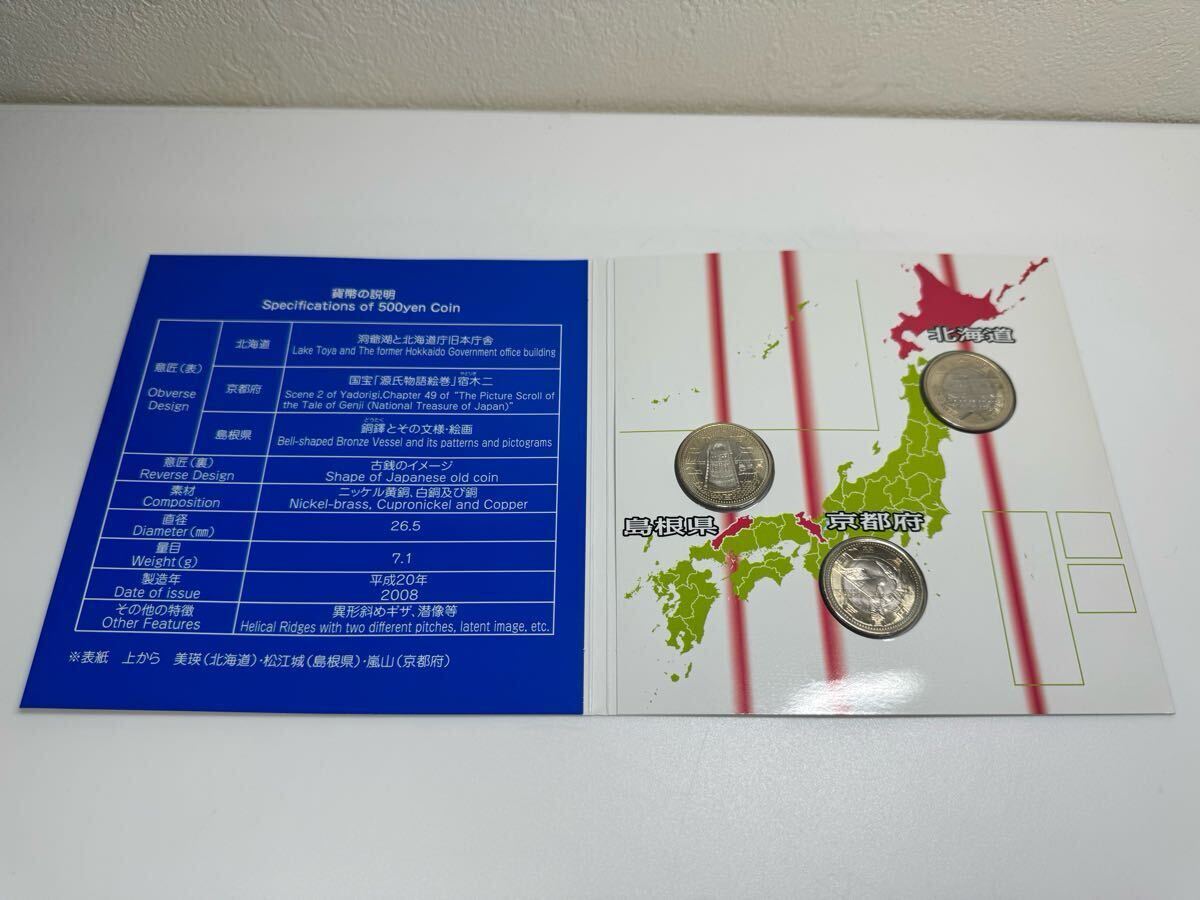 貨幣の説明
Specifications of 500yen Coin
意匠(表)
Obverse
Design
北海道
洞爺湖と北海道庁旧本庁舎
Lake Toya and The former Hokkaido Government office building
京都府
国宝「源氏物語絵巻」宿木二
やどりぎ
Scene 2 of Yadorigi,Chapter 49 of "The Picture Scroll of
the Tale of Genji (National Treasure of Japan)"
島根県
どうたく
銅鐸とその文様・絵画
Bell-shaped Bronze Vessel and its patterns and pictograms
意匠(裏)
Reverse Design
古銭のイメージ
Shape of Japanese old coin
素材
Composition
ニッケル黄銅、白銅及び銅
Nickel-brass, Cupronickel and Copper
直径
Diameter(mm)
26.5
量目
Weight(g)
7.1
製造年
Date of issue
平成20年
2008
その他の特徴
Other Features
異形斜めギザ、潜像等
Helical Ridges with two different pitches, latent image, etc.
※表紙 上から 美瑛(北海道)・松江城(島根県)・嵐山(京都府)
北海道
島根県
京都府